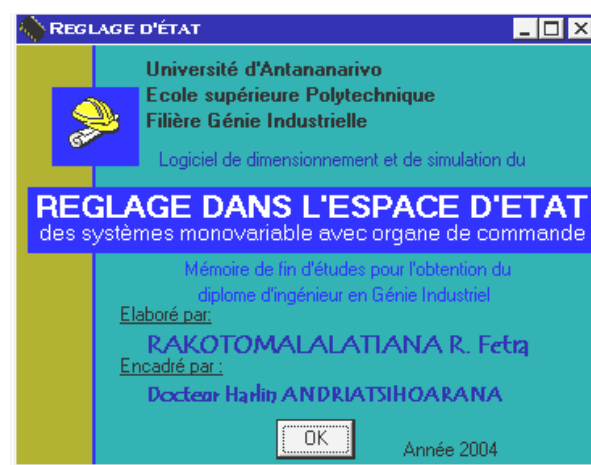 REGLAGE D'ÉTAT
Université d'Antananarivo
Ecole supérieure Polytechnique
Filière Génie Industrielle
Logiciel de dimensionnement et de simulation du
REGLAGE DANS L'ESPACE D'ETAT
des systèmes monovariable avec organe de commande
Mémoire de fin d'études pour l'obtention du
diplome d'ingénieur en Génie Industriel
Elaboré par:
RAKOTOMALALATIANA R. Fetra
Encadré par :
Docteur Harlin ANDRIATSIHOARANA
OK
Année 2004